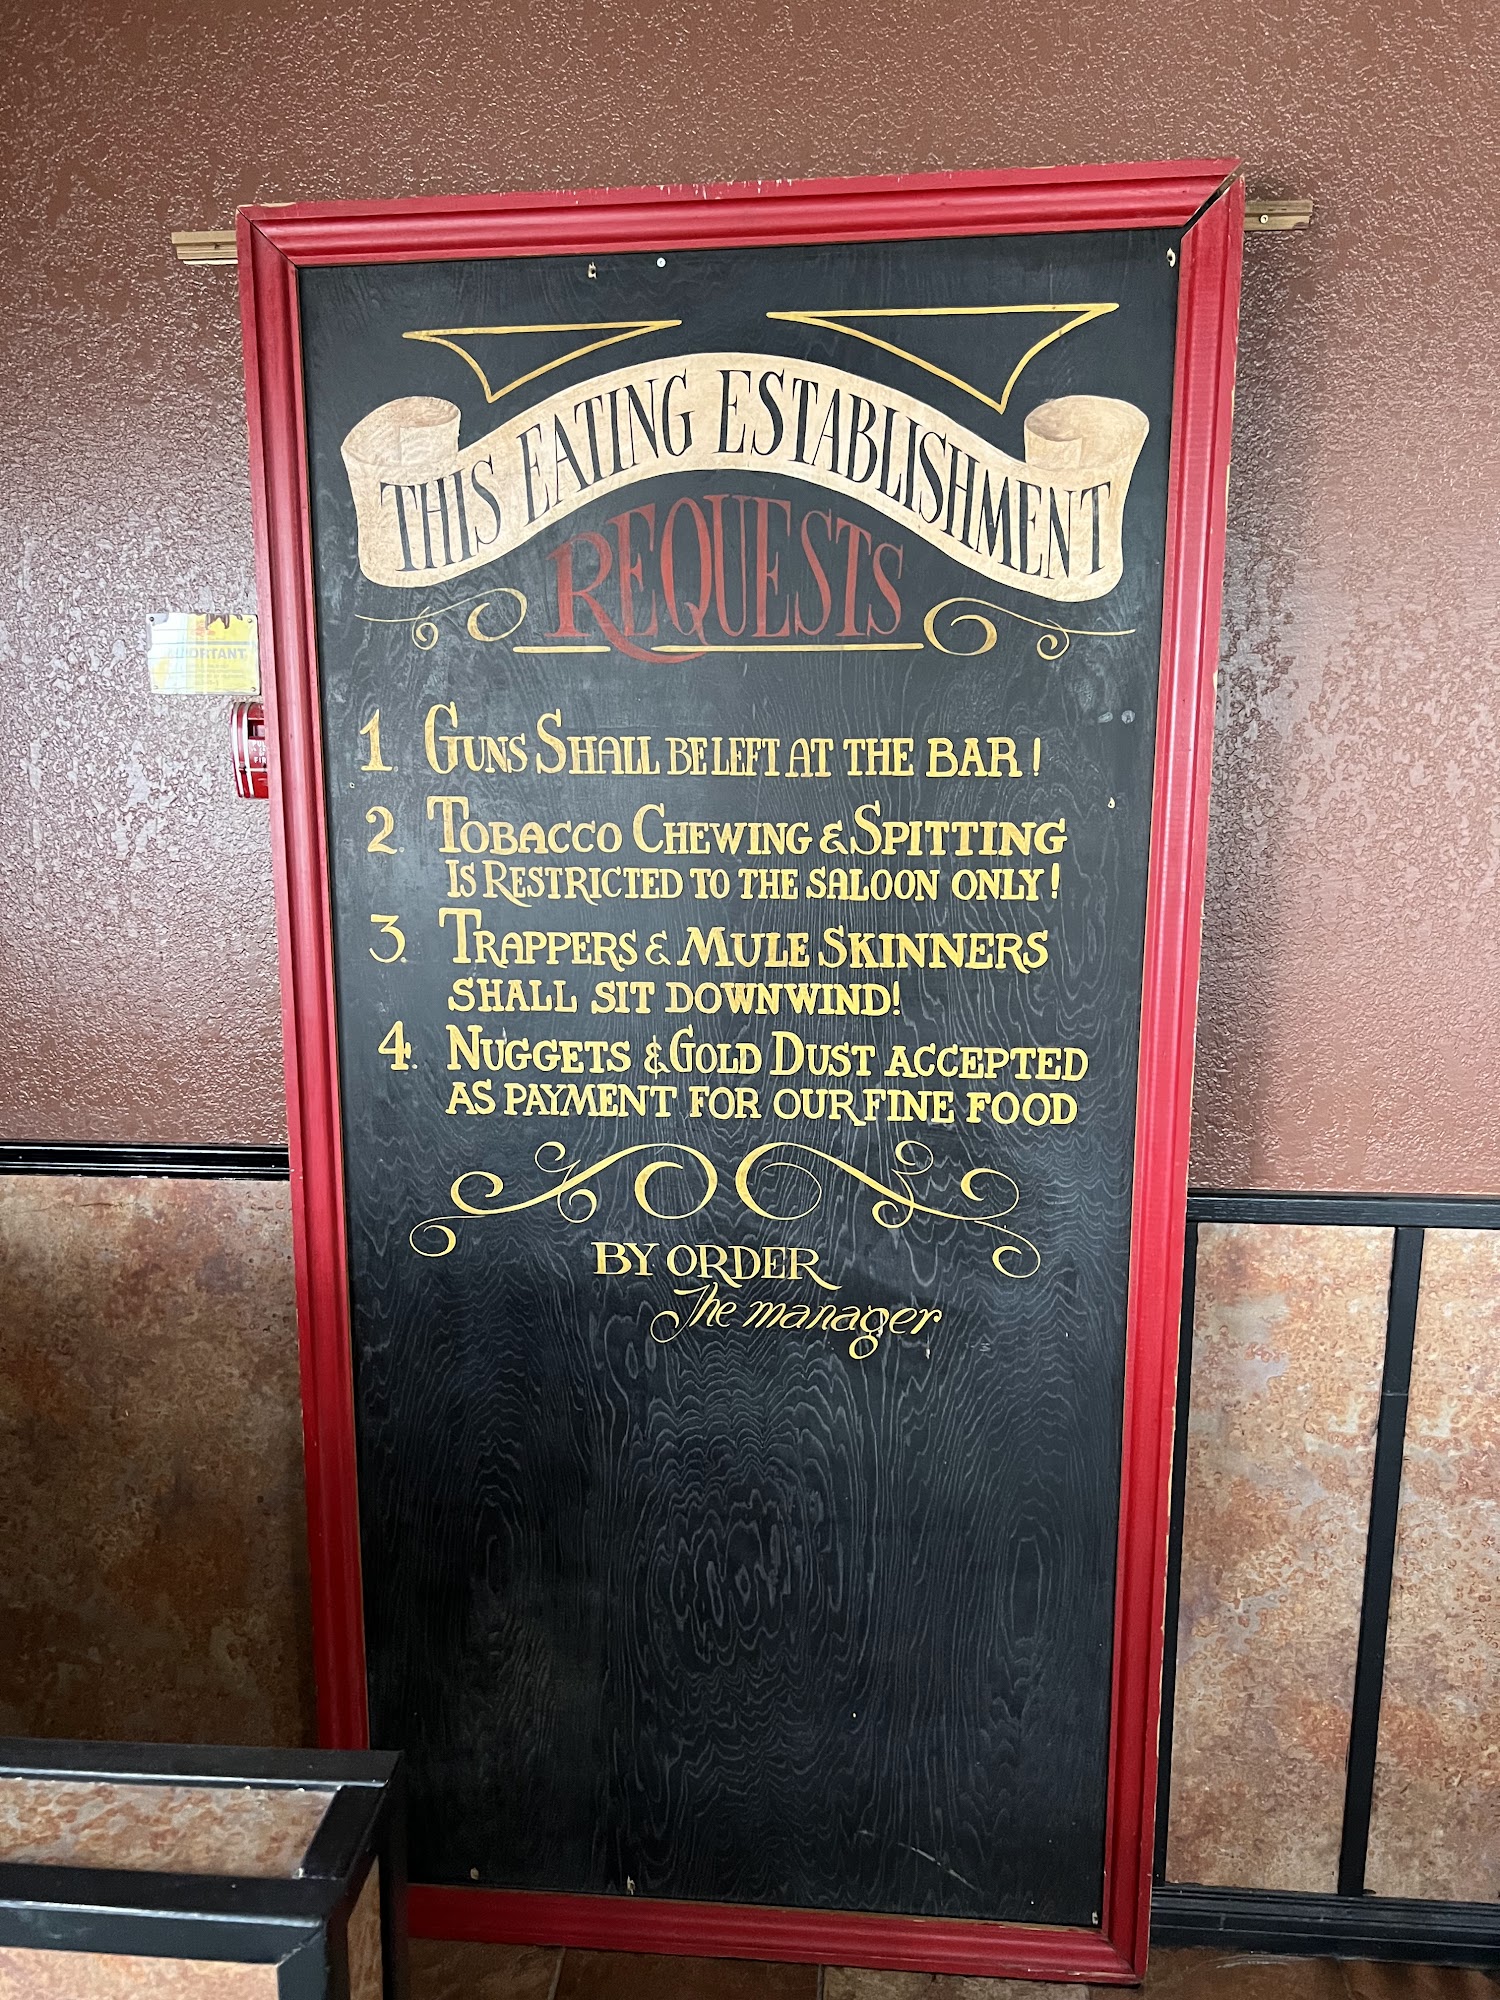 THIS EATING ESTABLISHMENT
REQUESTS
1. GUNS SHALL BE LEFT AT THE BAR!
2. TOBACCO CHEWING & SPITTING
IS RESTRICTED TO THE SALOON ONLY!
3. TRAPPERS & MULE SKINNERS
SHALL SIT DOWNWIND!
4. NUGGETS & GOLD DUST ACCEPTED
AS PAYMENT FOR OUR FINE FOOD
BY ORDER
The manager